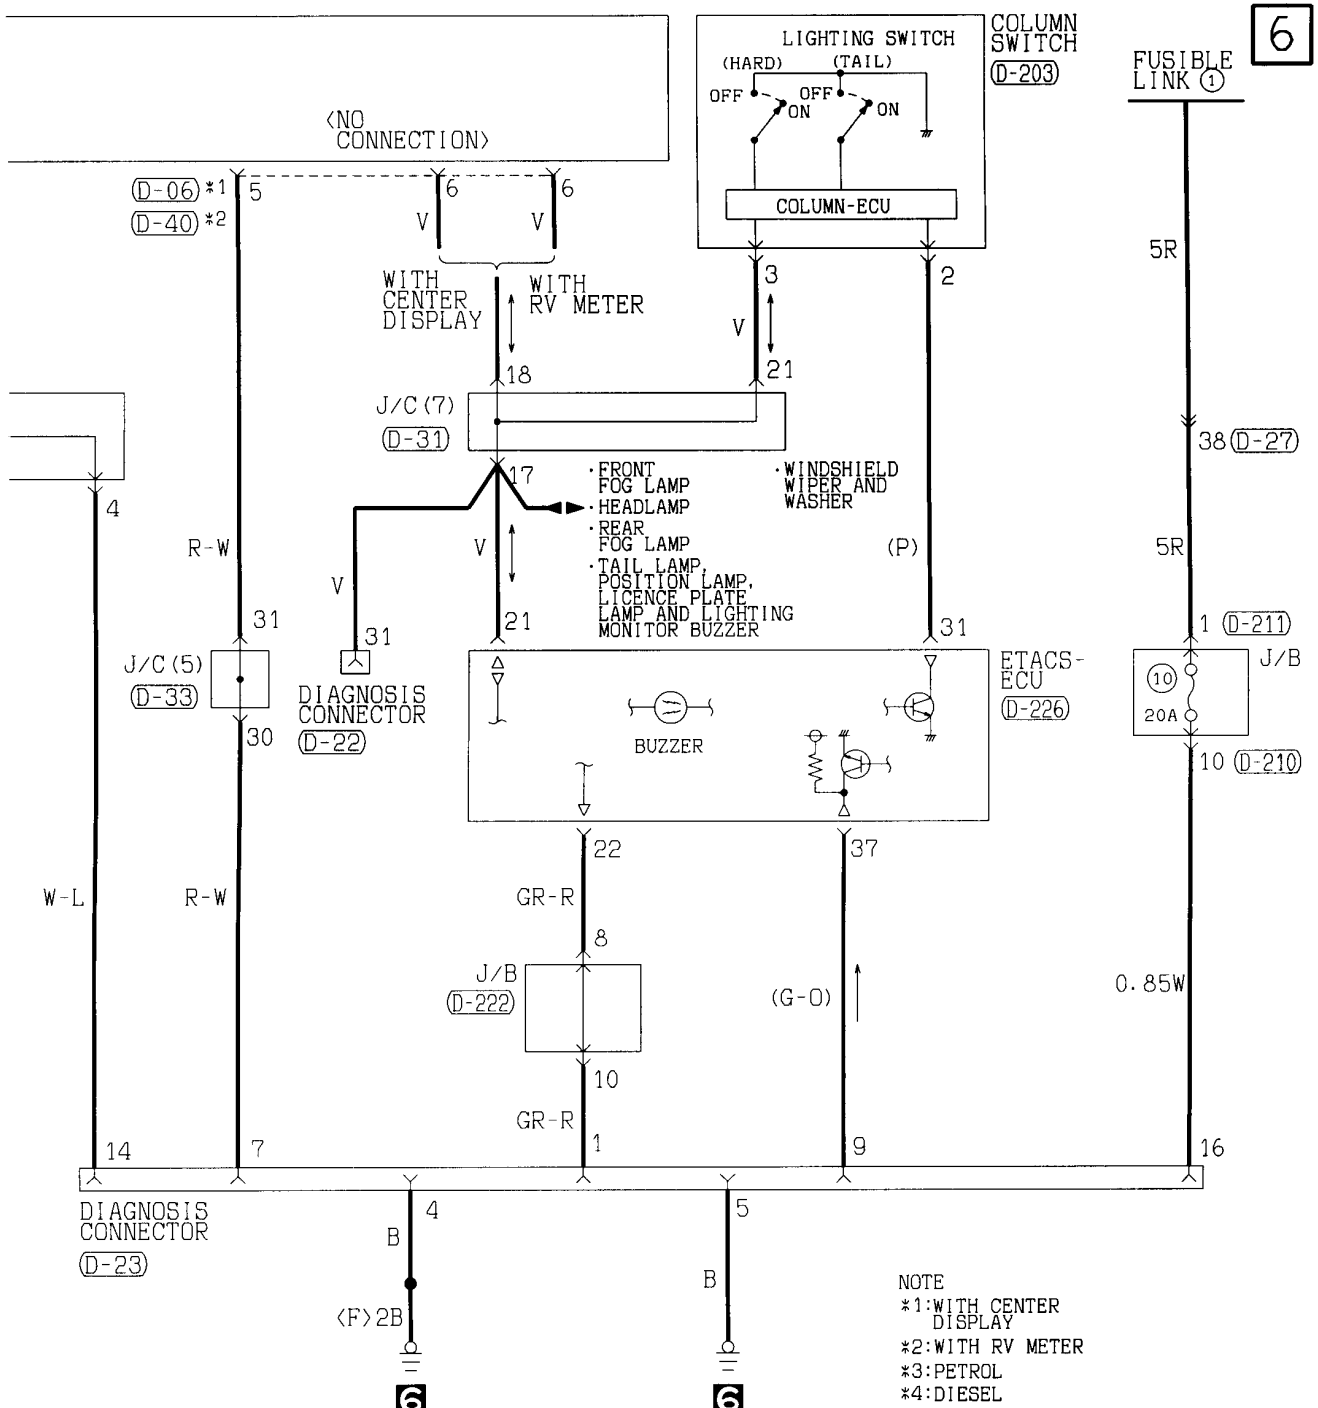 6
COLUMN
SWITCH
(D-203)
LIGHTING SWITCH
(HARD)
(TAIL)
OFF
ON
OFF
ON
COLUMN-ECU
FUSIBLE
LINK ①
<NO
CONNECTION>
(D-06) *1
(D-40) *2
5
6
6
V
V
3
2
5R
WITH
CENTER
DISPLAY
WITH
RV METER
V
18
21
J/C (7)
(D-31)
38 (D-27)
17
4
·FRONT
FOG LAMP
·HEADLAMP
·REAR
FOG LAMP
·TAIL LAMP,
POSITION LAMP,
LICENCE PLATE
LAMP AND LIGHTING
MONITOR BUZZER
·WINDSHIELD
WIPER AND
WASHER
R-W
V
V
(P)
5R
31
31
21
31
1 (D-211)
J/C (5)
(D-33)
30
DIAGNOSIS
CONNECTOR
(D-22)
BUZZER
ETACS-
ECU
(D-226)
J/B
10
20A
10 (D-210)
22
37
W-L
R-W
GR-R
8
J/B
(D-222)
(G-O)
0.85W
10
GR-R
14
7
1
9
16
DIAGNOSIS
CONNECTOR
(D-23)
4
5
B
B
<F>2B
6
6
NOTE
*1:WITH CENTER
DISPLAY
*2:WITH RV METER
*3:PETROL
*4:DIESEL